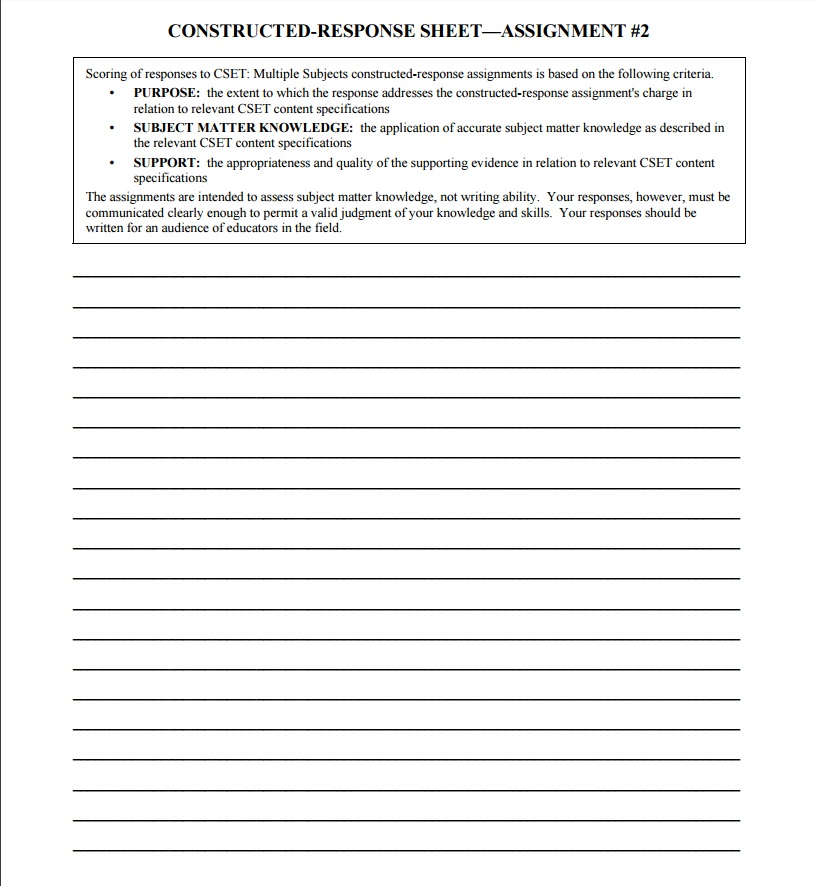 CONSTRUCTED-RESPONSE SHEET—ASSIGNMENT #2
Scoring of responses to CSET: Multiple Subjects constructed-response assignments is based on the following criteria.
• PURPOSE: the extent to which the response addresses the constructed-response assignment's charge in
relation to relevant CSET content specifications
• SUBJECT MATTER KNOWLEDGE: the application of accurate subject matter knowledge as described in
the relevant CSET content specifications
• SUPPORT: the appropriateness and quality of the supporting evidence in relation to relevant CSET content
specifications
The assignments are intended to assess subject matter knowledge, not writing ability. Your responses, however, must be
communicated clearly enough to permit a valid judgment of your knowledge and skills. Your responses should be
written for an audience of educators in the field.